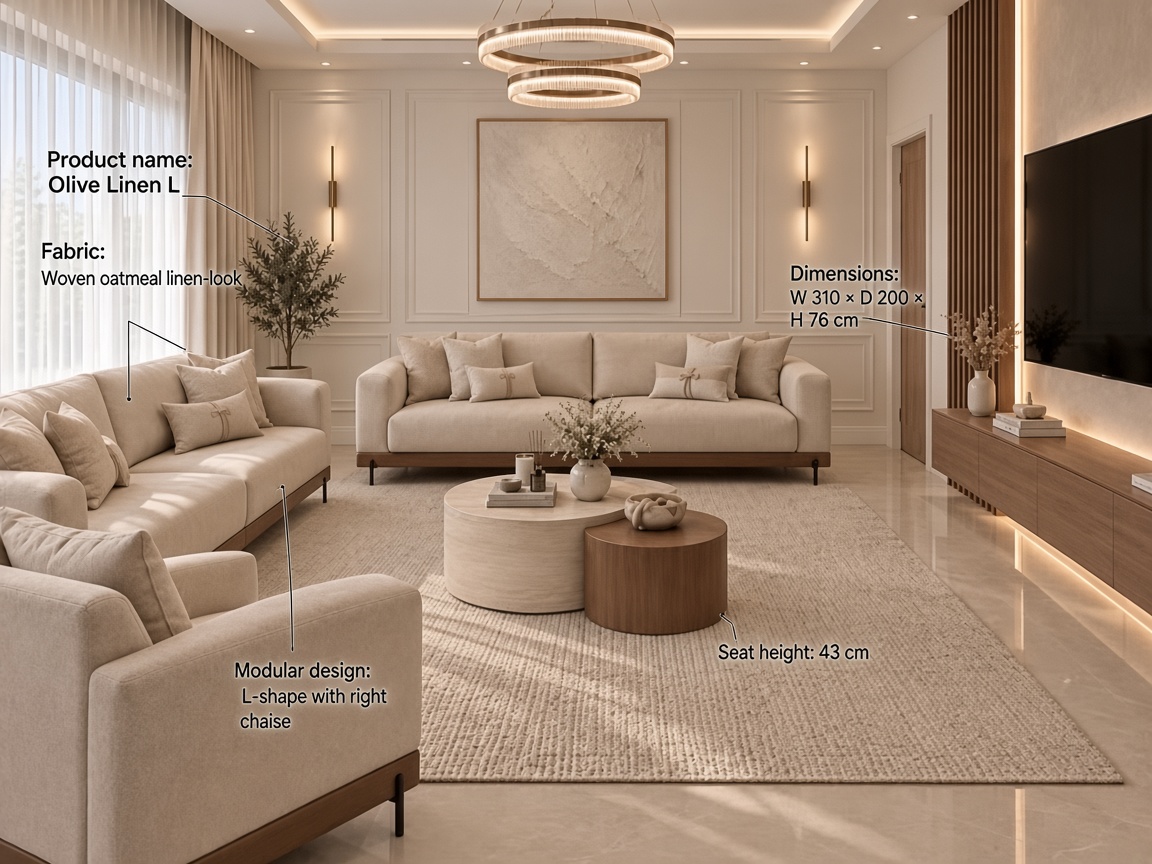 Product name:
Olive Linen L
Fabric:
Woven oatmeal linen-look
Dimensions:
W 310 × D 200 ×
H 76 cm
Modular design:
L-shape with right
chaise
Seat height: 43 cm